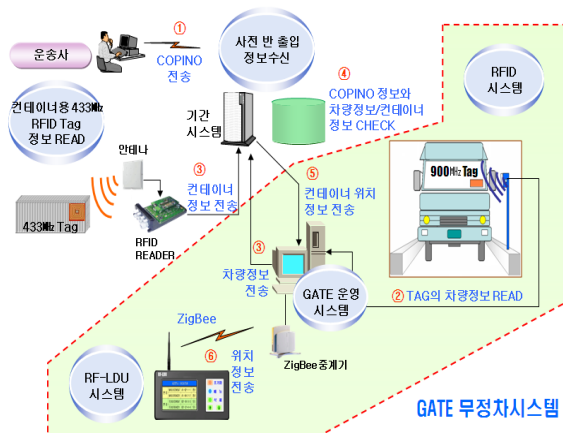 ①
운송사
COPINO
전송
사전 반 출입
정보수신
RFID
시스템
④
COPINO 정보와
차량정보/컨테이너
정보 CHECK
컨테이너용 433MHz
RFID Tag
정보 READ
기간
시스템
안테나
900MHz Tag
③
컨테이너
정보 전송
⑤
컨테이너 위치
정보 전송
433MHz Tag
RFID
READER
③
차량정보
전송
GATE 운영
시스템
② TAG의 차량정보 READ
ZigBee
ZigBee 중계기
⑥ 위치
정보
전송
RF-LDU
시스템
GATE 무정차시스템